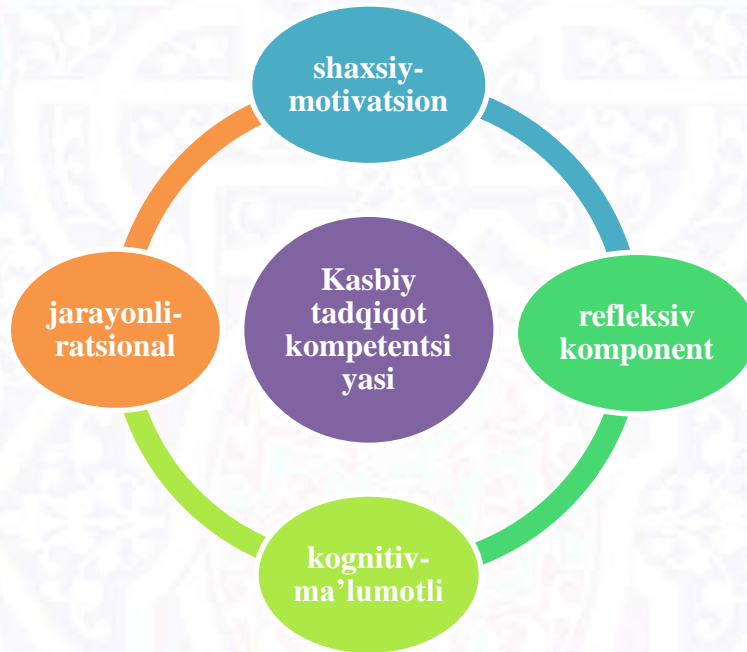 shaxsiy-
motivatsion
jarayonli-
ratsional
Kasbiy
tadqiqot
kompetentsi
yasi
refleksiv
komponent
kognitiv-
ma’lumotli